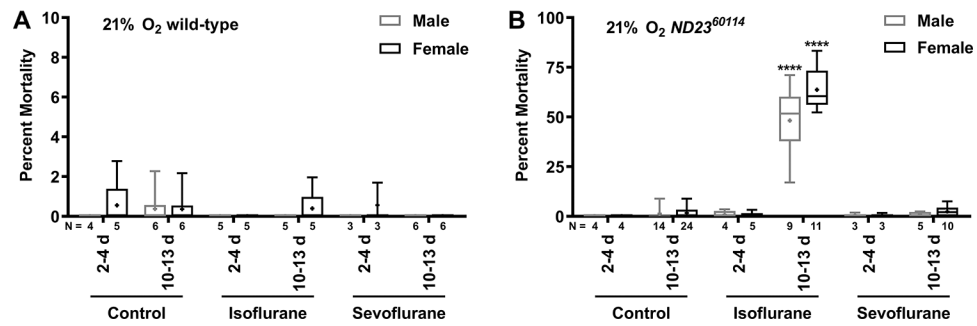 A
21% O2 wild-type
Male
Female
Percent Mortality
10
8
6
4
2
0
N = 4 5 6 6 5 5 5 5 3 3 6 6
2-4 d 10-13 d 2-4 d 10-13 d 2-4 d 10-13 d
Control Isoflurane Sevoflurane
B
21% O2 ND23^60114
Male
Female
Percent Mortality
100
75
50
25
0
**** ****
N = 4 4 14 24 4 5 9 11 3 3 5 10
2-4 d 10-13 d 2-4 d 10-13 d 2-4 d 10-13 d
Control Isoflurane Sevoflurane